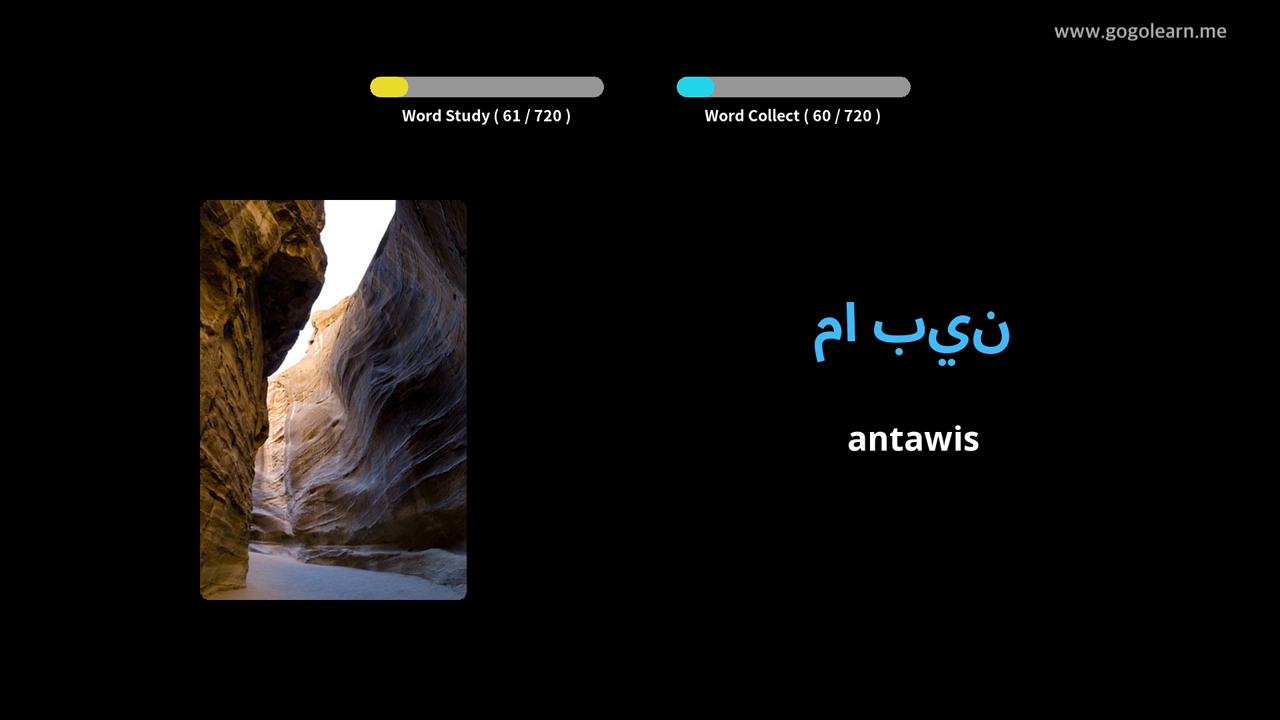 www.gogolearn.me
Word Study ( 61 / 720 )
Word Collect ( 60 / 720 )
ما بين
antawis